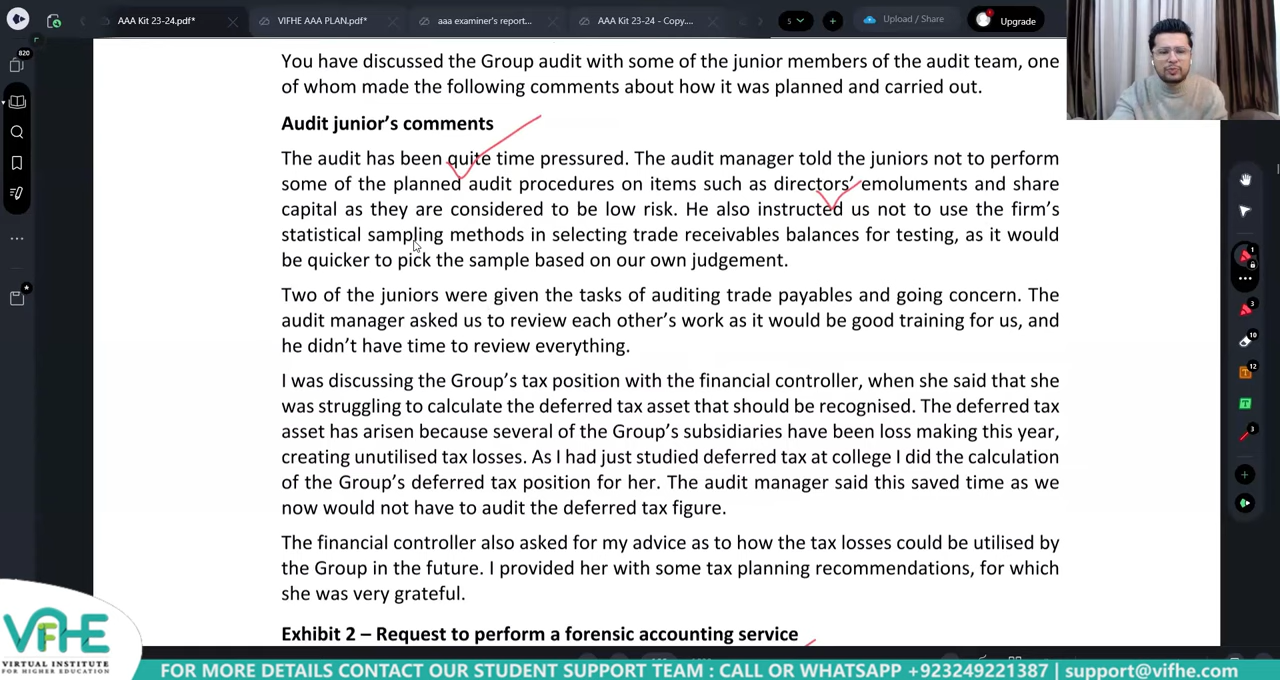 AAA Kit 23-24.pdf*
VIFHE AAA PLAN.pdf*
aaa examiner's report...
AAA Kit 23-24 - Copy....
5
Upload / Share
Upgrade
820
You have discussed the Group audit with some of the junior members of the audit team, one
of whom made the following comments about how it was planned and carried out.
Audit junior's comments
The audit has been quite time pressured. The audit manager told the juniors not to perform
some of the planned audit procedures on items such as directors' emoluments and share
capital as they are considered to be low risk. He also instructed us not to use the firm's
statistical sampling methods in selecting trade receivables balances for testing, as it would
be quicker to pick the sample based on our own judgement.
Two of the juniors were given the tasks of auditing trade payables and going concern. The
audit manager asked us to review each other's work as it would be good training for us, and
he didn't have time to review everything.
I was discussing the Group's tax position with the financial controller, when she said that she
was struggling to calculate the deferred tax asset that should be recognised. The deferred tax
asset has arisen because several of the Group's subsidiaries have been loss making this year,
creating unutilised tax losses. As I had just studied deferred tax at college I did the calculation
of the Group's deferred tax position for her. The audit manager said this saved time as we
now would not have to audit the deferred tax figure.
The financial controller also asked for my advice as to how the tax losses could be utilised by
the Group in the future. I provided her with some tax planning recommendations, for which
she was very grateful.
Exhibit 2 – Request to perform a forensic accounting service
1
3
10
12
T
3
VIFHE
VIRTUAL INSTITUTE
FOR HIGHER EDUCATION
FOR MORE DETAILS CONTACT OUR STUDENT SUPPORT TEAM : CALL OR WHATSAPP +923249221387 | support@vifhe.com